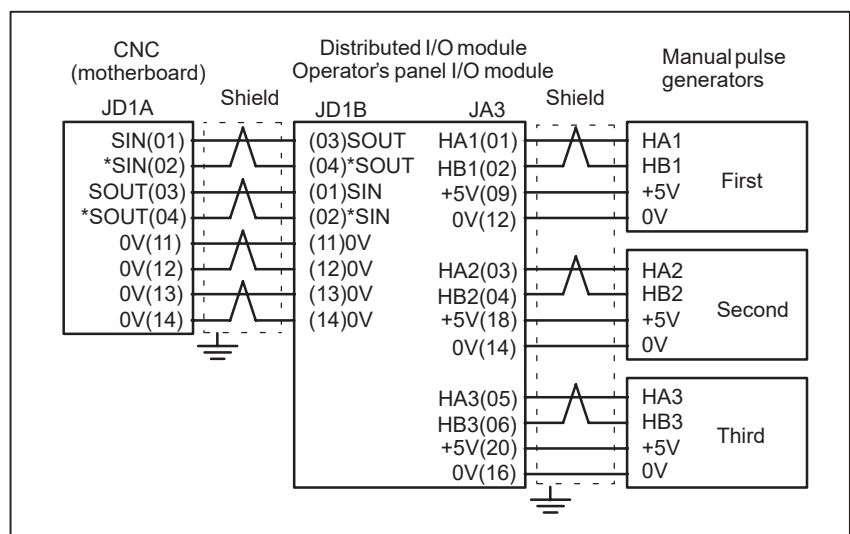 CNC
(motherboard)
JD1A
Shield
Distributed I/O module
Operator's panel I/O module
JD1B
JA3
Shield
Manual pulse
generators
SIN(01)
*SIN(02)
SOUT(03)
*SOUT(04)
0V(11)
0V(12)
0V(13)
0V(14)
(03)SOUT
(04)*SOUT
(01)SIN
(02)*SIN
(11)0V
(12)0V
(13)0V
(14)0V
HA1(01)
HB1(02)
+5V(09)
0V(12)
HA2(03)
HB2(04)
+5V(18)
0V(14)
HA3(05)
HB3(06)
+5V(20)
0V(16)
HA1
HB1
+5V
0V
First
HA2
HB2
+5V
0V
Second
HA3
HB3
+5V
0V
Third